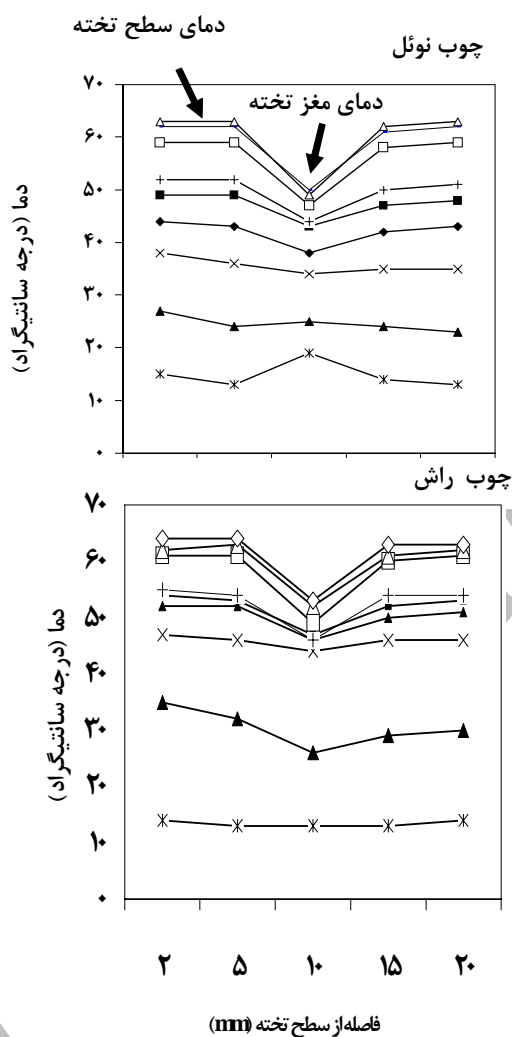 دمای سطح تخته
چوب نوئل
دمای مغز تخته
۷۰
۶۰
۵۰
۴۰
۳۰
۲۰
۱۰
۰
دما (درجه سانتیگراد)
چوب راش
۷۰
۶۰
۵۰
۴۰
۳۰
۲۰
۱۰
۰
دما (درجه سانتیگراد)
۲ ۵ ۱۰ ۱۵ ۲۰
فاصله از سطح تخته (mm)